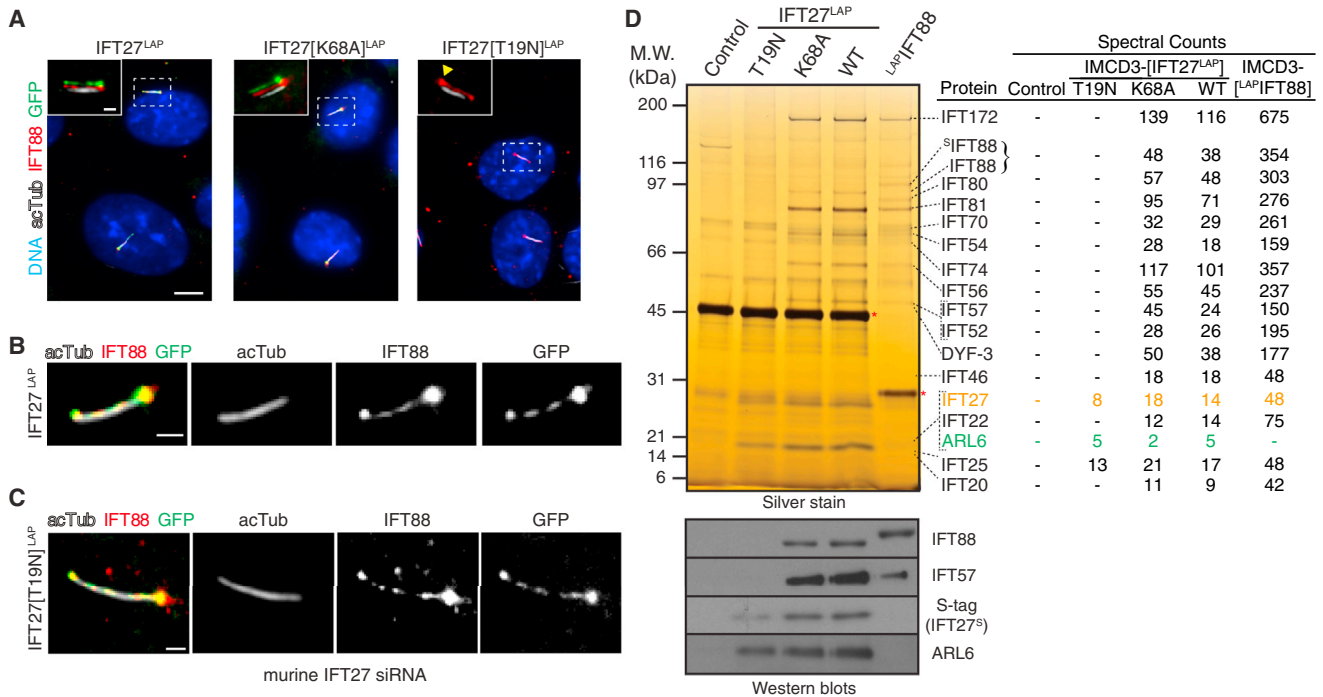 A
IFT27LAP
IFT27[K68A]LAP
IFT27[T19N]LAP
DNA acTub IFT88 GFP
B
acTub IFT88 GFP
acTub
IFT88
GFP
IFT27 LAP
C
acTub IFT88 GFP
acTub
IFT88
GFP
IFT27[T19N] LAP
murine IFT27 siRNA
D
IFT27LAP
M.W.
(kDa)
Control
T19N
K68A
WT
LAPIFT88
200
116
97
66
45
31
21
14
6
*
*
Silver stain
Spectral Counts
IMCD3-[IFT27LAP] IMCD3-
Protein Control T19N K68A WT [LAPIFT88]
IFT172 - - 139 116 675
SIFT88
IFT88 } - - 48 38 354
IFT80 - - 57 48 303
IFT81 - - 95 71 276
IFT70 - - 32 29 261
IFT54 - - 28 18 159
IFT74 - - 117 101 357
IFT56 - - 55 45 237
IFT57 - - 45 24 150
IFT52 - - 28 26 195
DYF-3 - - 50 38 177
IFT46 - - 18 18 48
IFT27 - 8 18 14 48
IFT22 - - 12 14 75
ARL6 - 5 2 5 -
IFT25 - 13 21 17 48
IFT20 - - 11 9 42
IFT88
IFT57
S-tag
(IFT27S)
ARL6
Western blots